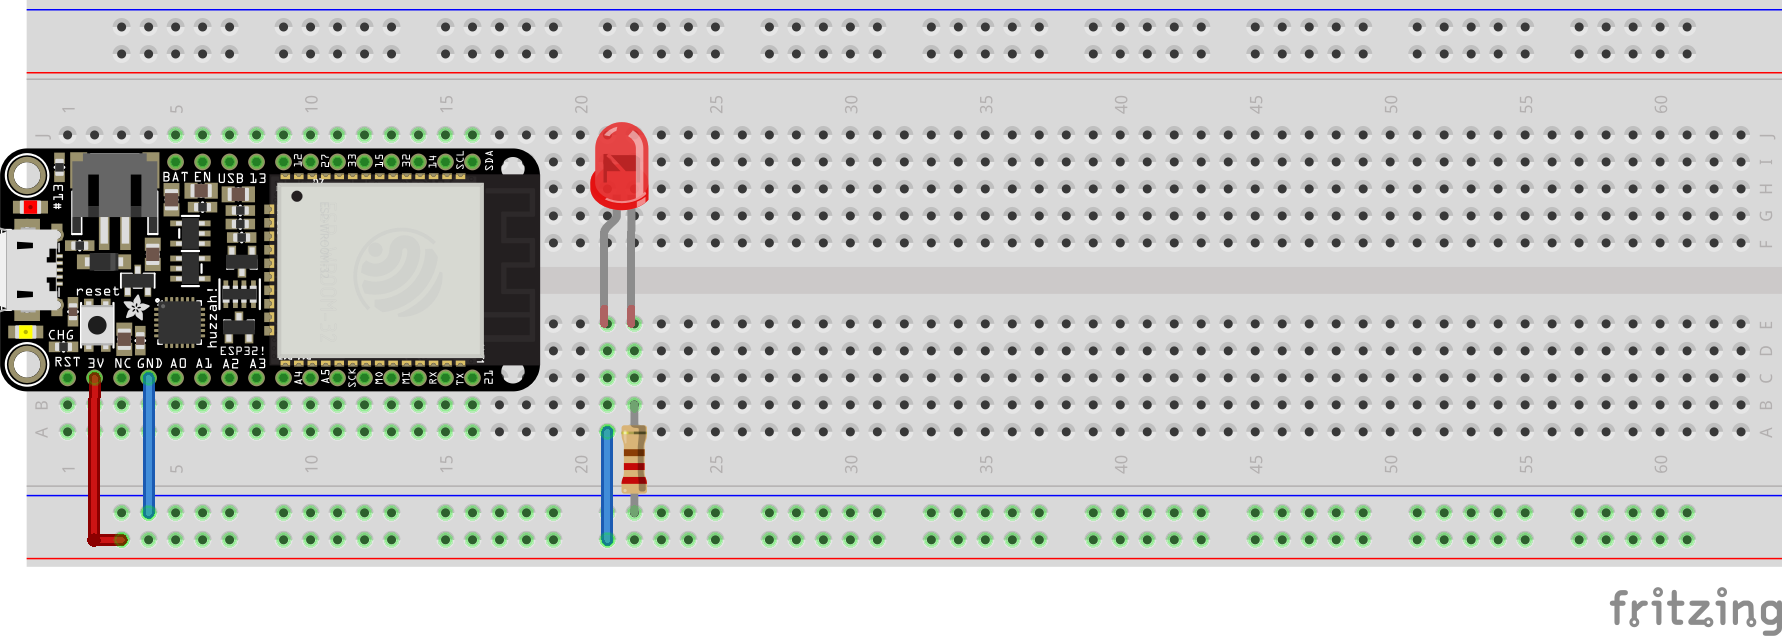 1 5 10 15 20 25 30 35 40 45 50 55 60
J J
I
H
G
F
12 27 33 15 32 14 SCL SDA
BAT EN USB 13
#13
reset
huzzah!
ESP32!
CHG
RST 3V NC GND A0 A1 A2 A3 A4 A5 SCK MO MI RX TX 21
E
D
C
B B
A A
1 5 10 15 20 25 30 35 40 45 50 55 60
fritzing